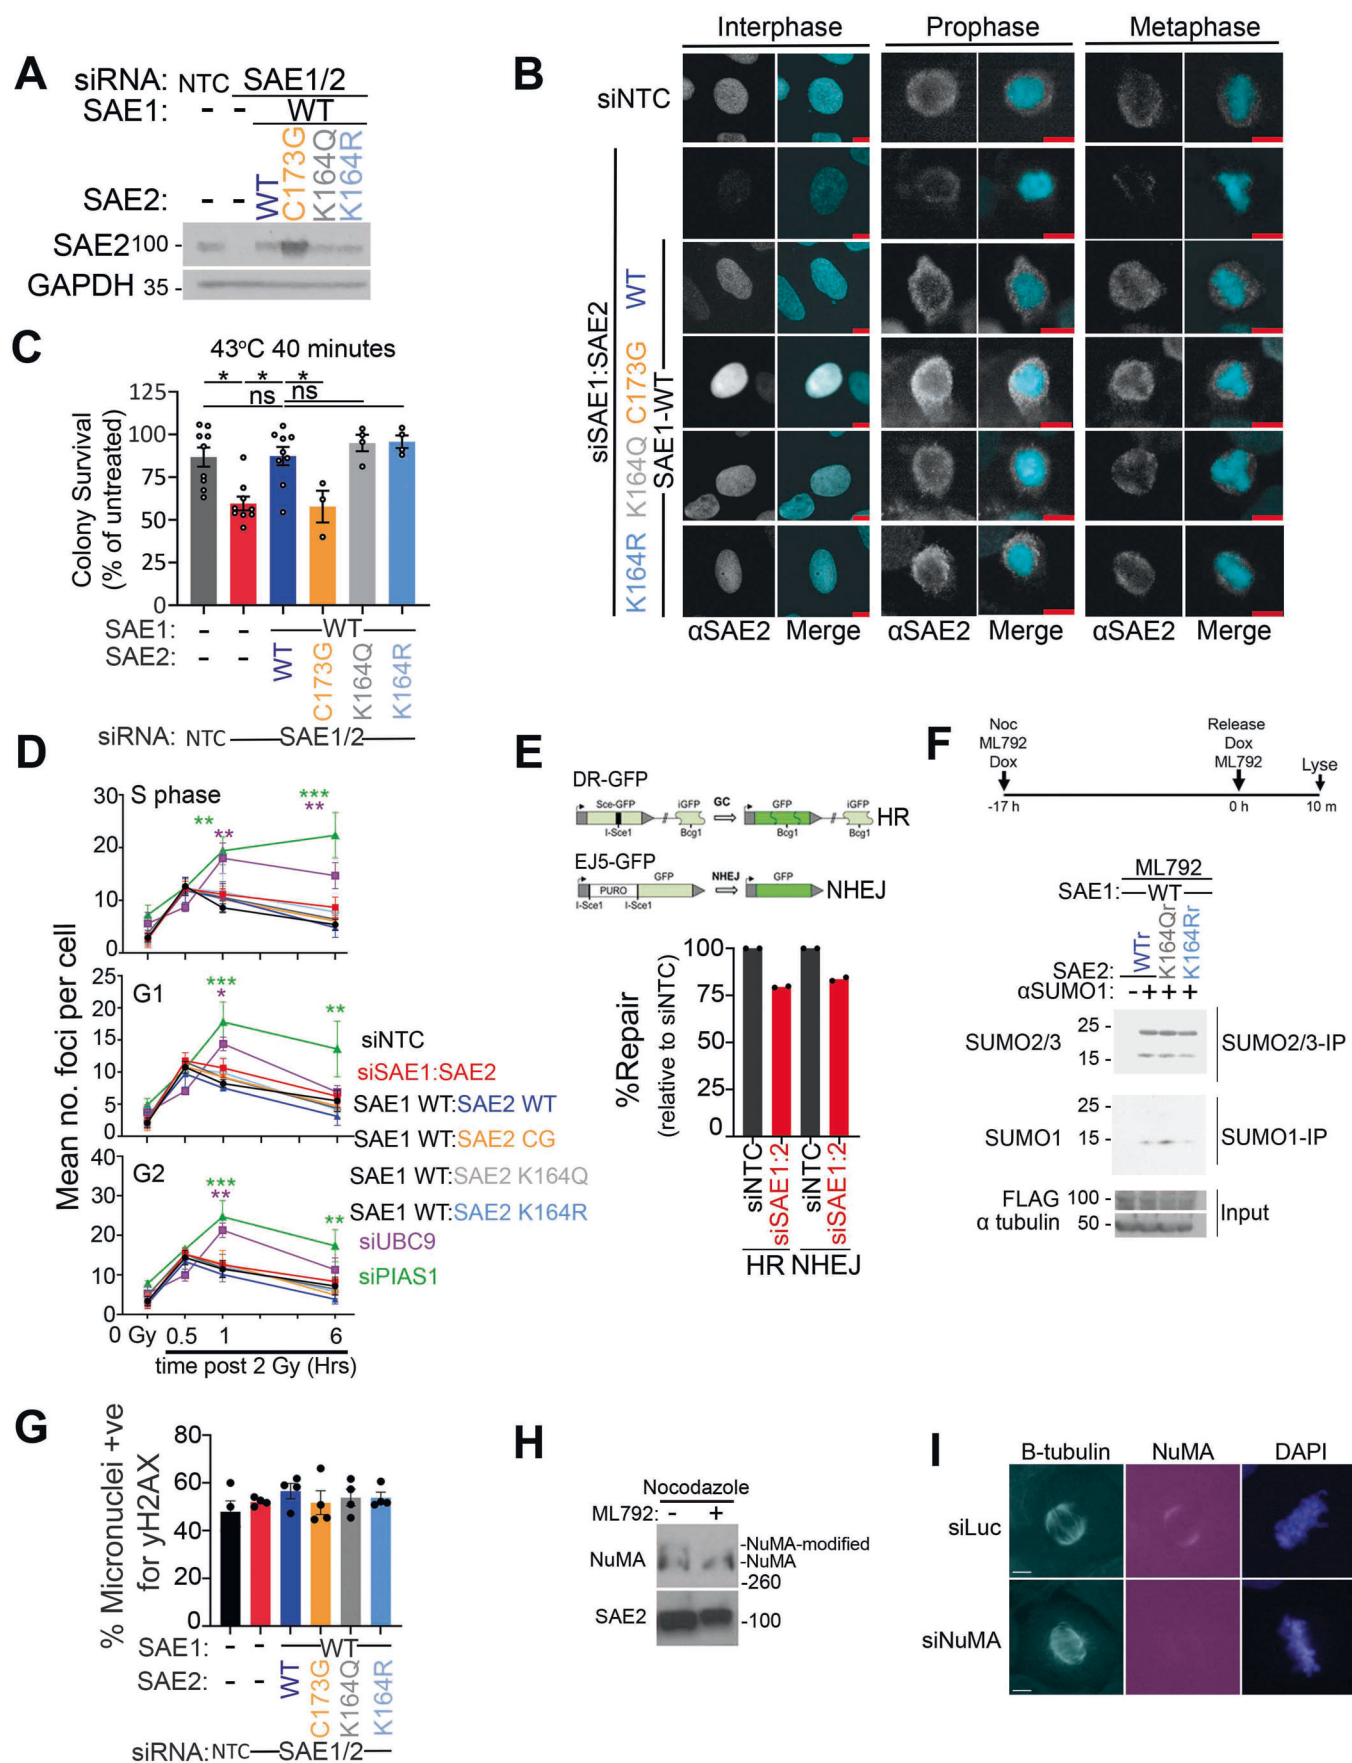 A
siRNA: NTC SAE1/2
SAE1: - - WT
SAE2: - - WT C173G K164Q K164R
SAE2 100 -
GAPDH 35 -
B
Interphase Prophase Metaphase
siNTC
siSAE1:SAE2
SAE1-WT
WT
C173G
K164Q
K164R
αSAE2 Merge αSAE2 Merge αSAE2 Merge
C
43ºC 40 minutes
* * *
ns ns
Colony Survival
(% of untreated)
125
100
75
50
25
0
SAE1: - - WT
SAE2: - - WT C173G K164Q K164R
siRNA: NTC SAE1/2
D
Mean no. foci per cell
S phase
30
20
10
0
** ** *** **
G1
25
20
15
10
5
0
*** * **
G2
40
30
20
10
0
*** ** **
0 Gy 0.5 1 6
time post 2 Gy (Hrs)
siNTC
siSAE1:SAE2
SAE1 WT:SAE2 WT
SAE1 WT:SAE2 CG
SAE1 WT:SAE2 K164Q
SAE1 WT:SAE2 K164R
siUBC9
siPIAS1
E
DR-GFP
Sce-GFP iGFP GC GFP iGFP
HR
I-Sce1 Bcg1 Bcg1 Bcg1
EJ5-GFP
PURO GFP NHEJ GFP
NHEJ
I-Sce1 I-Sce1
%Repair
(relative to siNTC)
100
75
50
25
0
siNTC siSAE1:2 siNTC siSAE1:2
HR NHEJ
F
Noc
ML792
Dox
Release
Dox
ML792
Lyse
-17 h 0 h 10 m
ML792
SAE1: WT
SAE2: WTr K164Qr K164Rr
αSUMO1: - + + +
25 -
SUMO2/3 SUMO2/3-IP
15 -
25 -
SUMO1 15 - SUMO1-IP
FLAG 100 -
α tubulin 50 -
Input
G
% Micronuclei +ve
for yH2AX
80
60
40
20
0
SAE1: - - WT
SAE2: - - WT C173G K164Q K164R
siRNA: NTC SAE1/2
H
Nocodazole
ML792: - +
NuMA
-NuMA-modified
-NuMA
-260
SAE2 -100
I
B-tubulin NuMA DAPI
siLuc
siNuMA